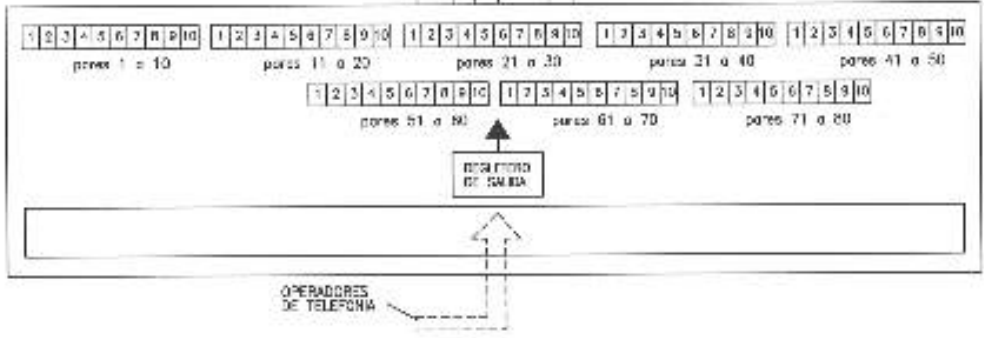 1 2 3 4 5 6 7 8 9 10 1 2 3 4 5 6 7 8 9 10 1 2 3 4 5 6 7 8 9 10 1 2 3 4 5 6 7 8 9 10 1 2 3 4 5 6 7 8 9 10
pares 1 a 10 pares 11 a 20 pares 21 a 30 pares 31 a 40 pares 41 a 50
1 2 3 4 5 6 7 8 9 10 1 2 3 4 5 6 7 8 9 10 1 2 3 4 5 6 7 8 9 10
pares 51 a 60 pares 61 a 70 pares 71 a 80
REGLETERO
DE SALIDA
OPERADORES
DE TELEFONIA